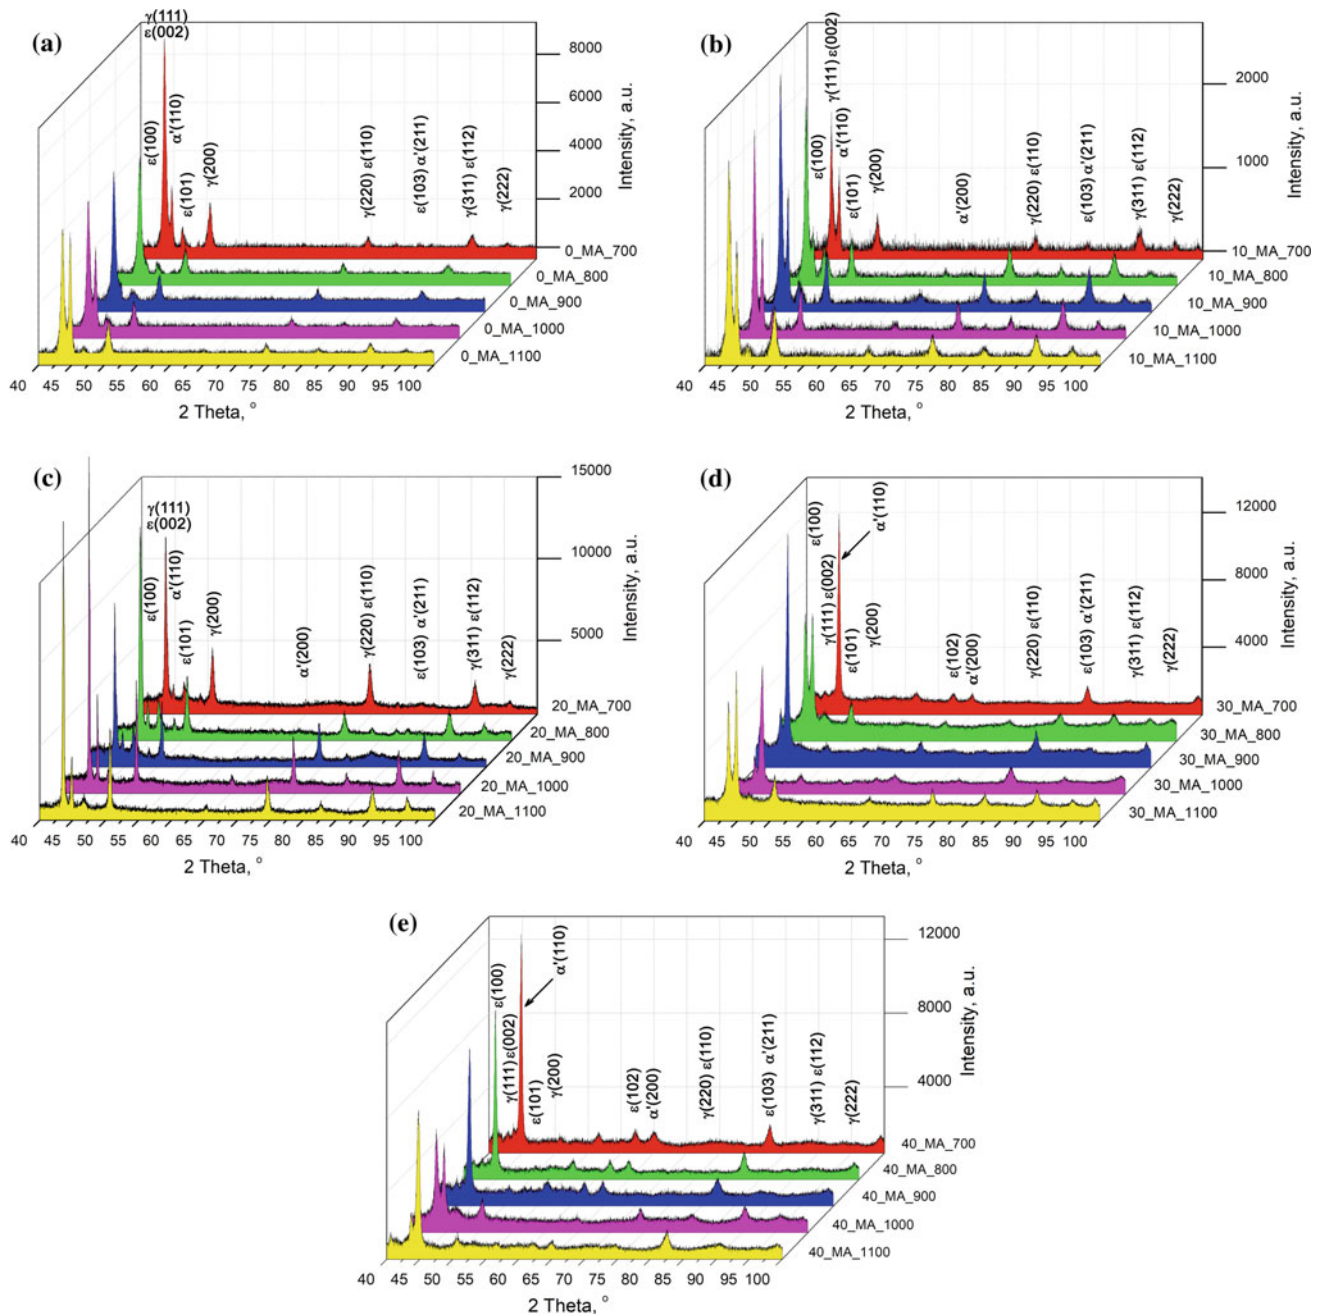 (a)
γ(111)
ε(002)
ε(100)
α'(110)
ε(101)
γ(200)
γ(220) ε(110)
ε(103) α'(211)
γ(311) ε(112)
γ(222)
8000
6000
4000
2000
0
Intensity, a.u.
0_MA_700
0_MA_800
0_MA_900
0_MA_1000
0_MA_1100
40 45 50 55 60 65 70 75 80 85 90 95 100
2 Theta, °
(b)
γ(111) ε(002)
ε(100)
α'(110)
ε(101)
γ(200)
α'(200)
γ(220) ε(110)
ε(103) α'(211)
γ(311) ε(112)
γ(222)
2000
1000
0
Intensity, a.u.
10_MA_700
10_MA_800
10_MA_900
10_MA_1000
10_MA_1100
40 45 50 55 60 65 70 75 80 85 90 95 100
2 Theta, °
(c)
γ(111)
ε(002)
ε(100)
α'(110)
ε(101)
γ(200)
α'(200)
γ(220) ε(110)
ε(103) α'(211)
γ(311) ε(112)
γ(222)
15000
10000
5000
Intensity, a.u.
20_MA_700
20_MA_800
20_MA_900
20_MA_1000
20_MA_1100
40 45 50 55 60 65 70 75 80 85 90 95 100
2 Theta, °
(d)
ε(100)
α'(110)
γ(111) ε(002)
ε(101)
γ(200)
ε(102)
α'(200)
γ(220) ε(110)
ε(103) α'(211)
γ(311) ε(112)
γ(222)
12000
8000
4000
Intensity, a.u.
30_MA_700
30_MA_800
30_MA_900
30_MA_1000
30_MA_1100
40 45 50 55 60 65 70 75 80 85 90 95 100
2 Theta, °
(e)
ε(100)
α'(110)
γ(111) ε(002)
ε(101)
γ(200)
ε(102)
α'(200)
γ(220) ε(110)
ε(103) α'(211)
γ(311) ε(112)
γ(222)
12000
8000
4000
Intensity, a.u.
40_MA_700
40_MA_800
40_MA_900
40_MA_1000
40_MA_1100
40 45 50 55 60 65 70 75 80 85 90 95 100
2 Theta, °